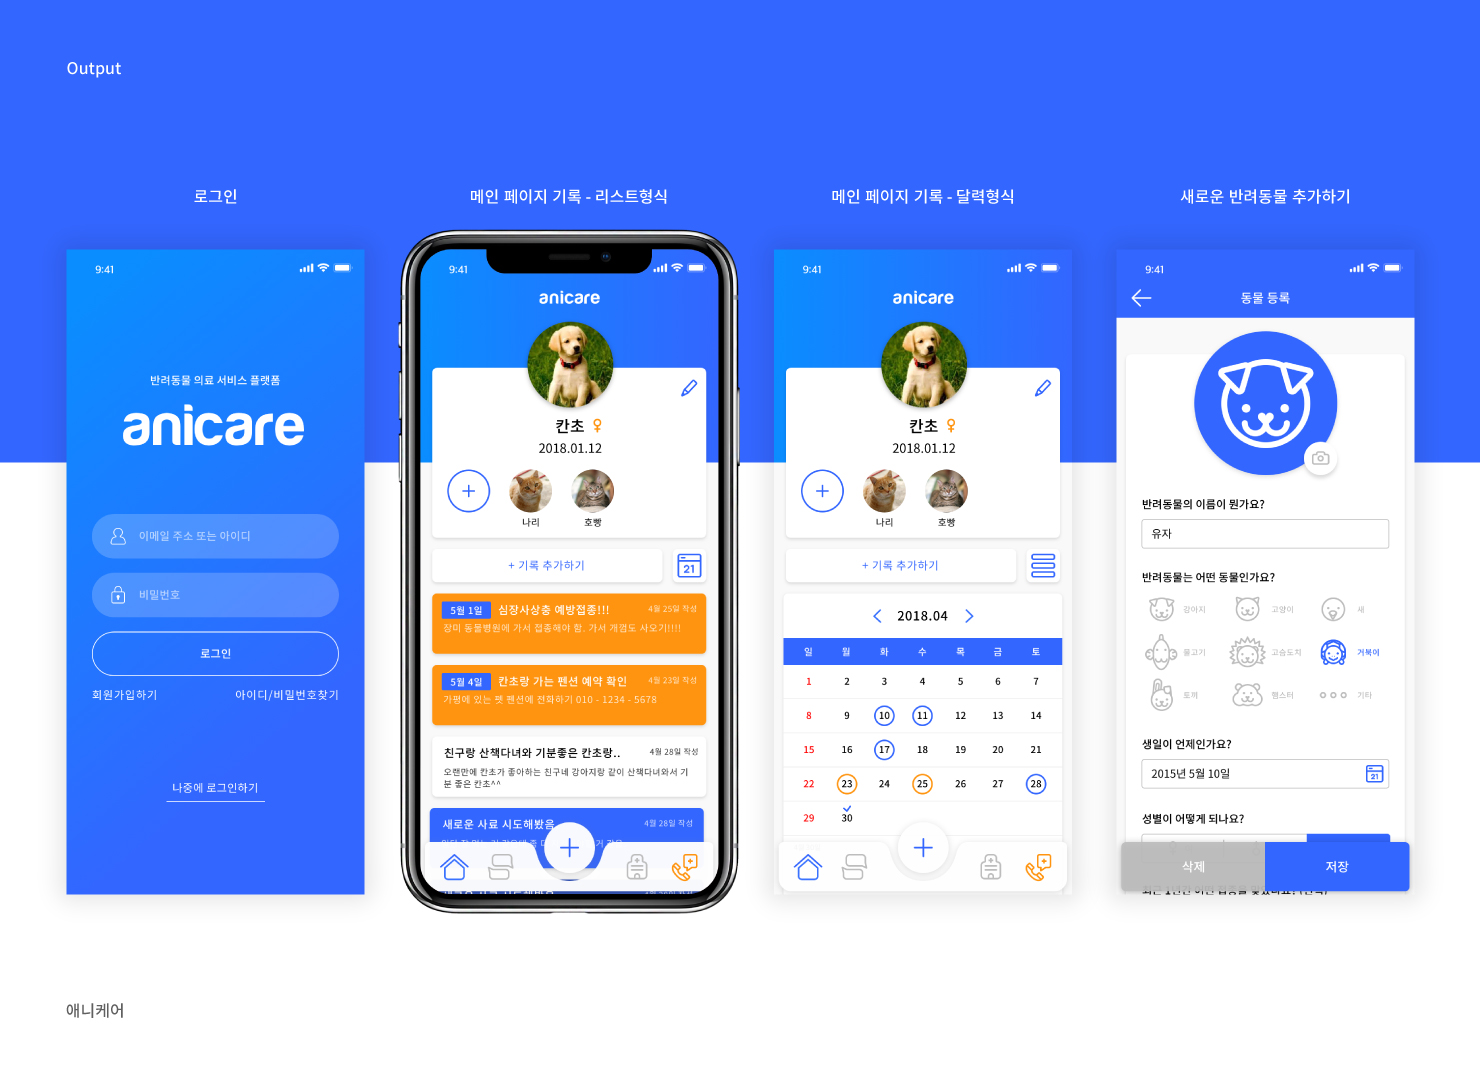 Output
로그인
메인 페이지 기록 - 리스트형식
메인 페이지 기록 - 달력형식
새로운 반려동물 추가하기
9:41
반려동물 의료 서비스 플랫폼
anicare
이메일 주소 또는 아이디
비밀번호
로그인
회원가입하기
아이디/비밀번호찾기
나중에 로그인하기
9:41
anicare
칸초
2018.01.12
나리
호빵
+ 기록 추가하기
21
5월 1일
심장사상충 예방접종!!!
4월 25일 작성
장미 동물병원에 가서 접종해야 함. 가서 개껌도 사오기!!!!
5월 4일
칸초랑 가는 펜션 예약 확인
4월 23일 작성
가평에 있는 펫 펜션에 전화하기 010 - 1234 - 5678
친구랑 산책다녀와 기분좋은 칸초랑..
4월 28일 작성
오랜만에 칸초가 좋아하는 친구네 강아지랑 같이 산책다녀와서 기
분 좋은 칸초^^
새로운 사료 시도해봤음
4월 28일 작성
9:41
anicare
칸초
2018.01.12
나리
호빵
+ 기록 추가하기
2018.04
일 월 화 수 목 금 토
1 2 3 4 5 6 7
8 9 10 11 12 13 14
15 16 17 18 19 20 21
22 23 24 25 26 27 28
29 30
9:41
동물 등록
반려동물의 이름이 뭔가요?
유자
반려동물는 어떤 동물인가요?
강아지
고양이
새
물고기
고슴도치
거북이
토끼
햄스터
기타
생일이 언제인가요?
2015년 5월 10일
21
성별이 어떻게 되나요?
삭제
저장
애니케어